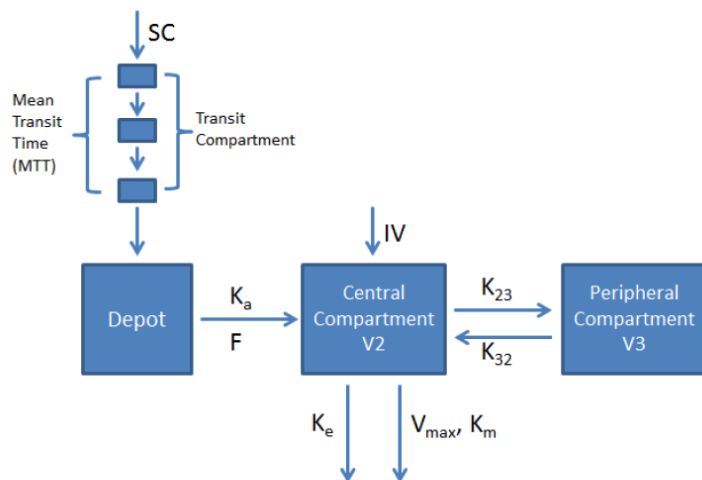 SC
Mean
Transit
Time
(MTT)
Transit
Compartment
IV
Depot
Kₐ
F
Central
Compartment
V2
K₂₃
K₃₂
Peripheral
Compartment
V3
Kₑ
Vₘₐₓ, Kₘ